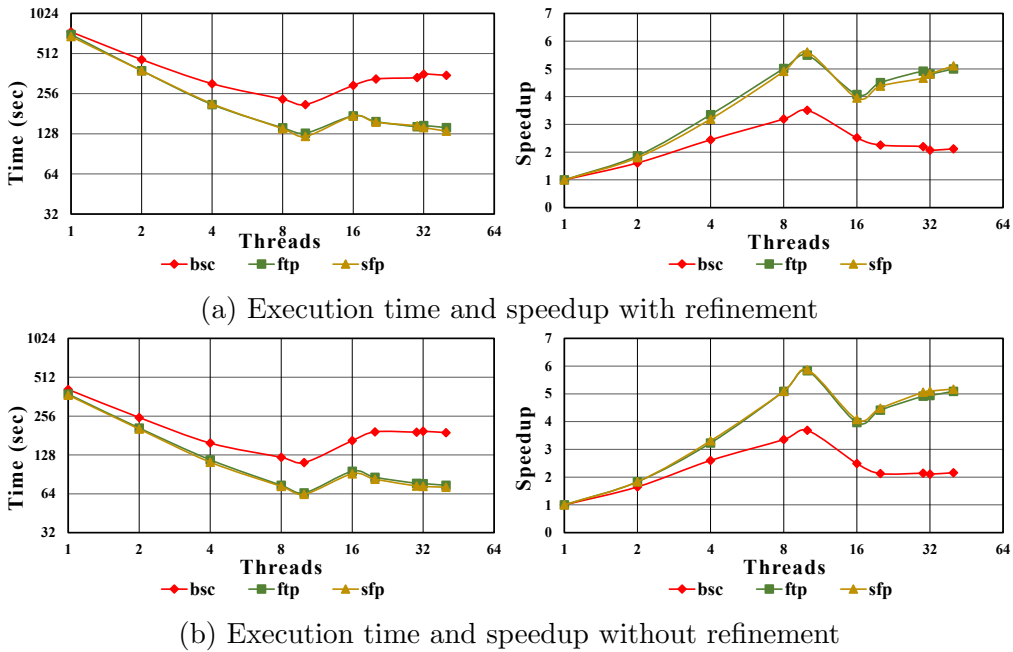 1024
512
256
128
64
32
Time (sec)
1 2 4 8 16 32 64
Threads
bsc ftp sfp
7
6
5
4
3
2
1
0
Speedup
1 2 4 8 16 32 64
Threads
bsc ftp sfp
(a) Execution time and speedup with refinement
1024
512
256
128
64
32
Time (sec)
1 2 4 8 16 32 64
Threads
bsc ftp sfp
7
6
5
4
3
2
1
0
Speedup
1 2 4 8 16 32 64
Threads
bsc ftp sfp
(b) Execution time and speedup without refinement